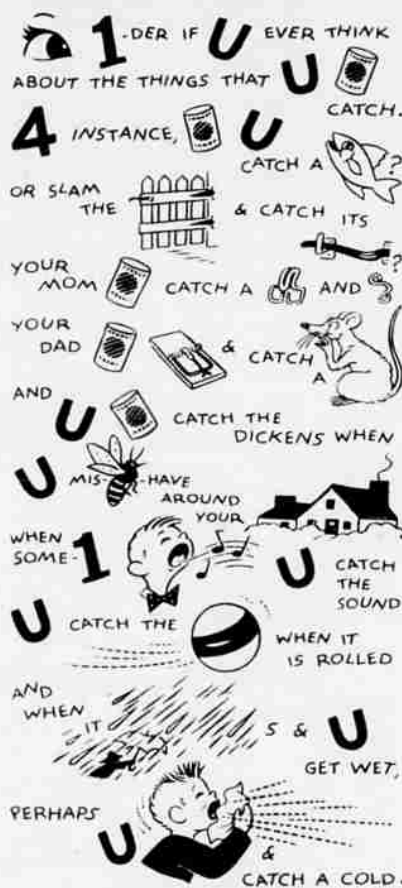 1-DER IF U EVER THINK
ABOUT THE THINGS THAT U
CATCH.
4 INSTANCE, U
CATCH A ?
OR SLAM
THE & CATCH ITS
?
YOUR
MOM CATCH A AND
YOUR
DAD & CATCH
A
AND U CATCH THE
DICKENS WHEN
U MIS- -HAVE
AROUND
YOUR
WHEN
SOME-1 U CATCH
THE
SOUND
U CATCH THE WHEN IT
IS ROLLED
AND
WHEN
IT S & U
GET WET,
PERHAPS
U &
CATCH A COLD.